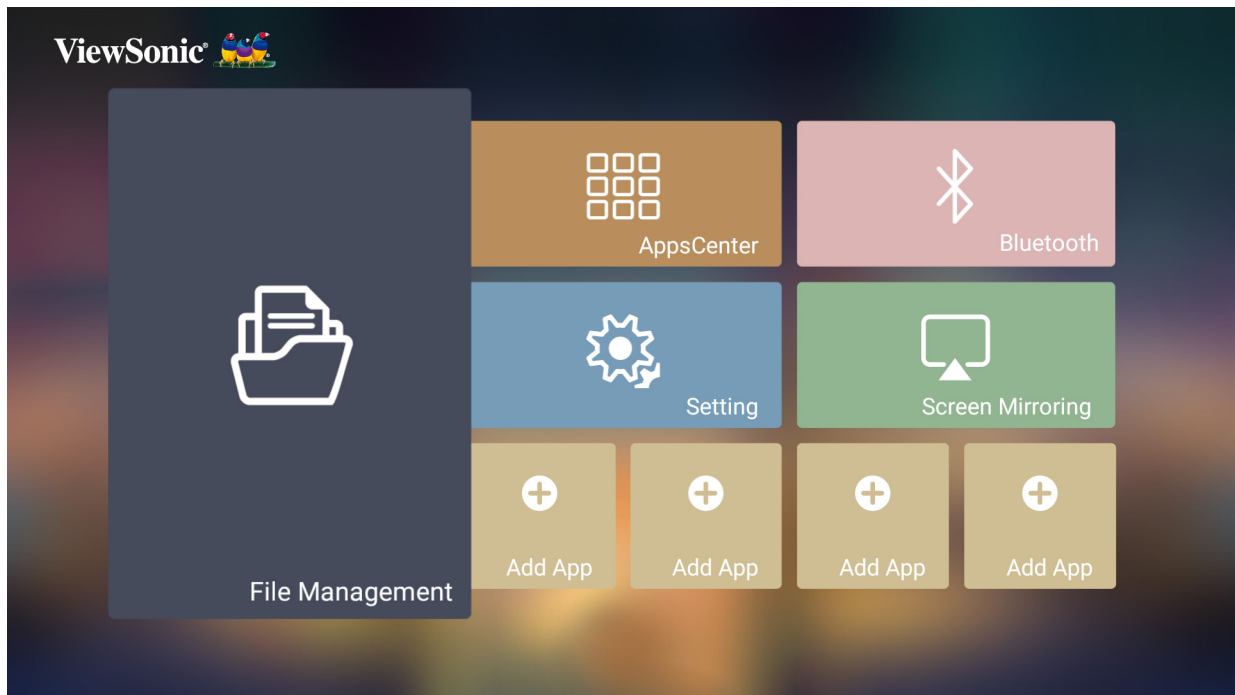 ViewSonic®
AppsCenter
Bluetooth
Setting
Screen Mirroring
Add App
Add App
Add App
Add App
File Management